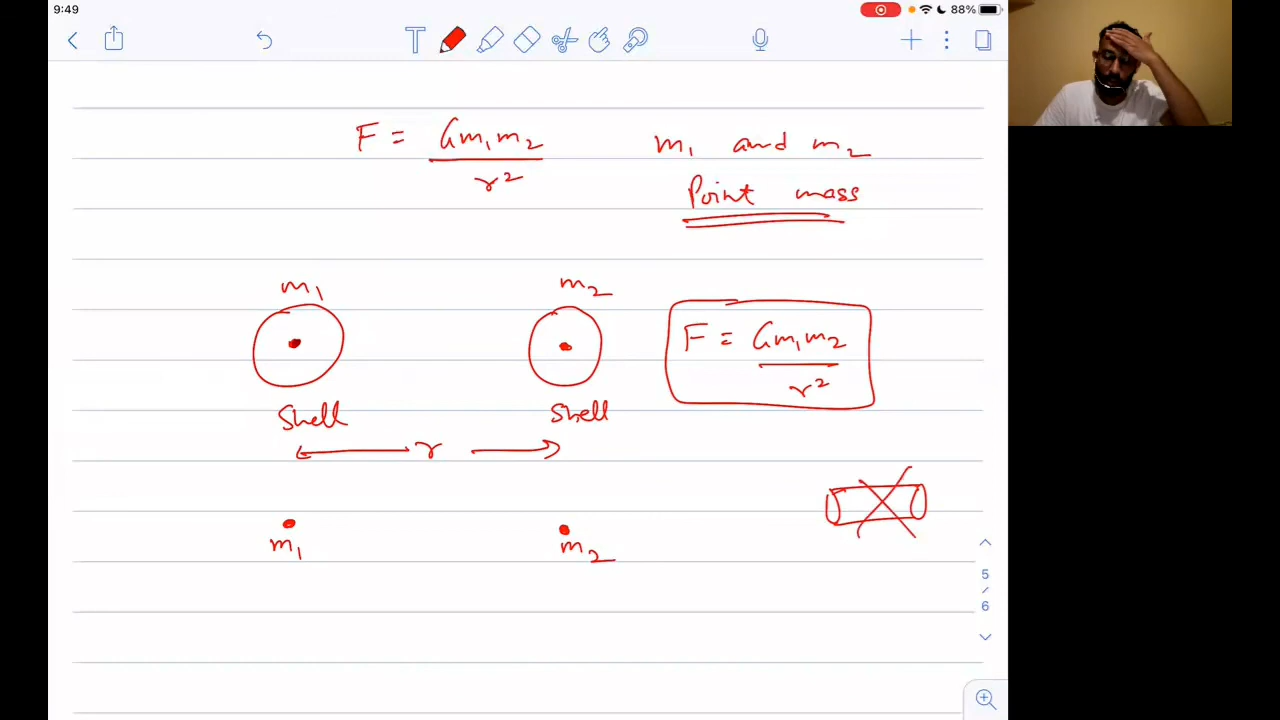 9:49
88%
T
F = Gm₁m₂
r²
m₁ and m₂
Point mass
m₁
m₂
F = Gm₁m₂
r²
shell
shell
r
m₁
m₂
5
/
6